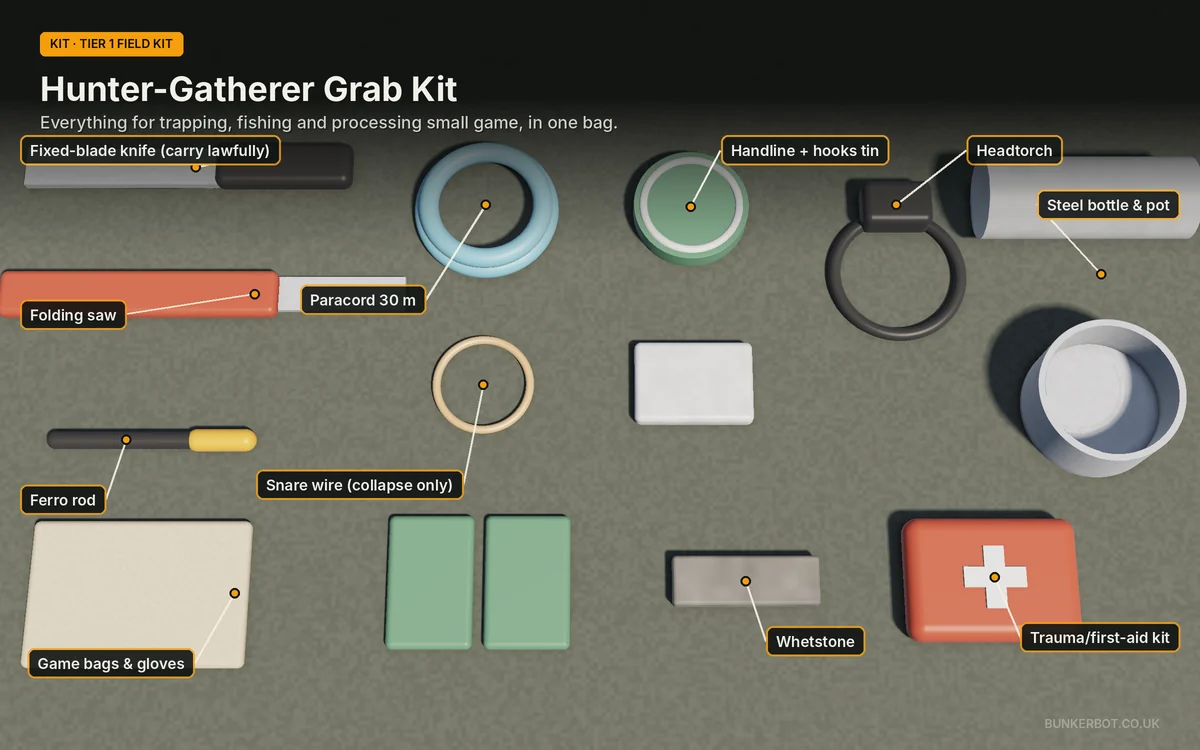 KIT · TIER 1 FIELD KIT
Hunter-Gatherer Grab Kit
Everything for trapping, fishing and processing small game, in one bag.
Fixed-blade knife (carry lawfully)
Handline + hooks tin
Headtorch
Steel bottle & pot
Paracord 30 m
Folding saw
Snare wire (collapse only)
Ferro rod
Whetstone
Trauma/first-aid kit
Game bags & gloves
BUNKERBOT.CO.UK